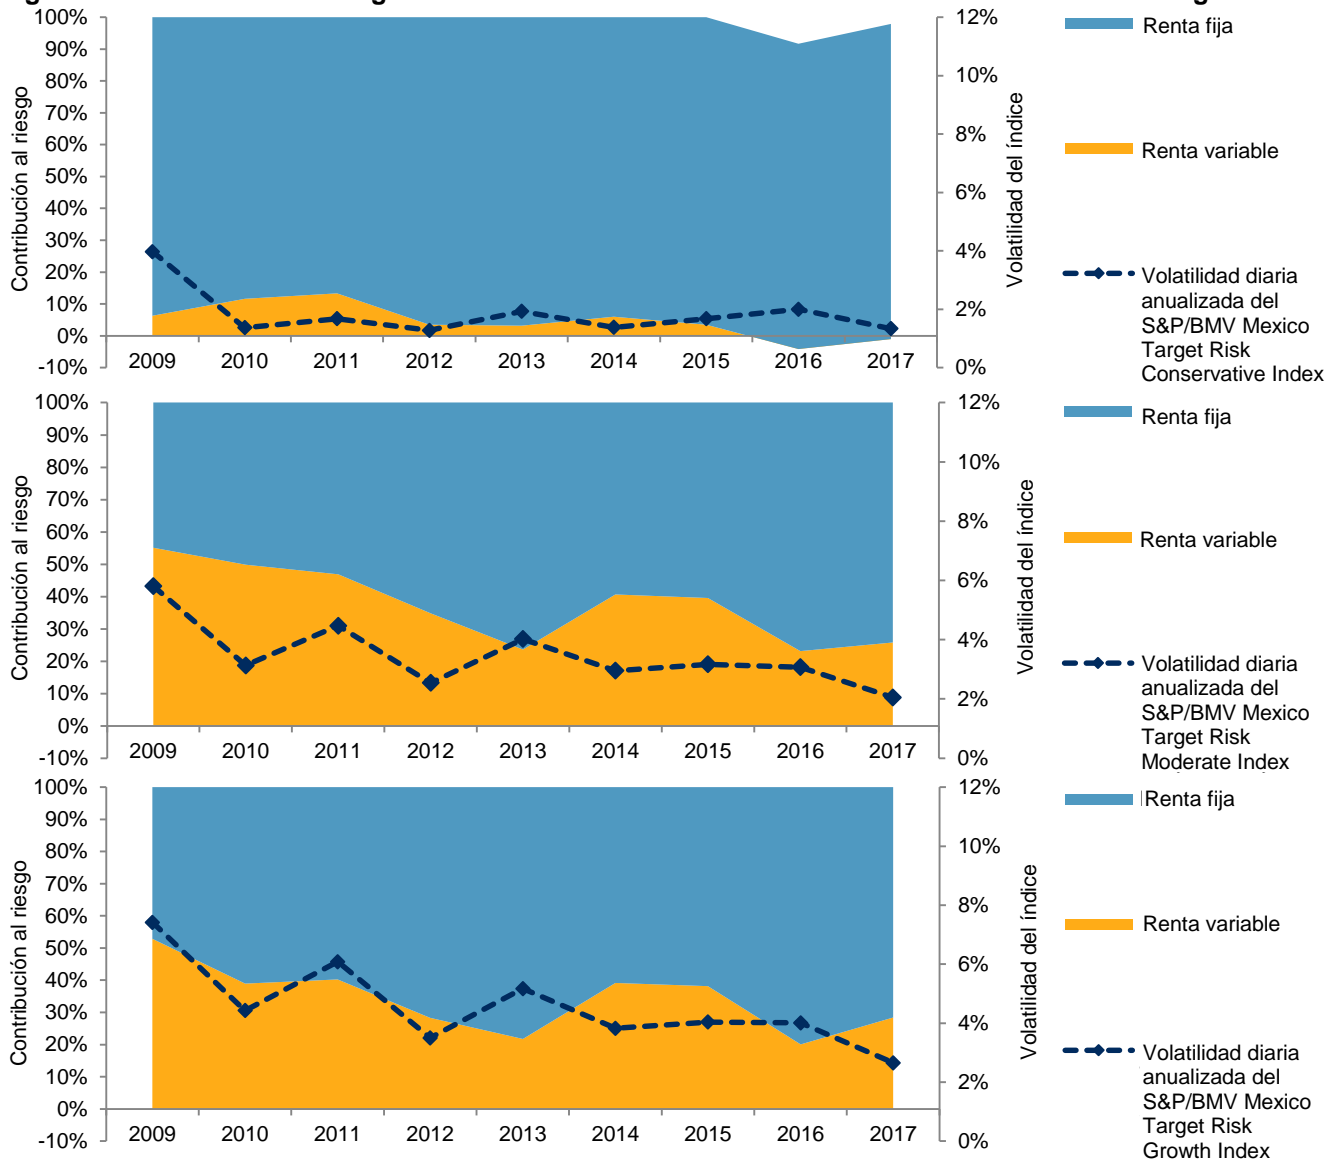 100%
90%
80%
70%
60%
50%
40%
30%
20%
10%
0%
-10%
Contribución al riesgo
2009 2010 2011 2012 2013 2014 2015 2016 2017
12%
10%
8%
6%
4%
2%
0%
Volatilidad del índice
Renta fija
Renta variable
Volatilidad diaria
anualizada del
S&P/BMV Mexico
Target Risk
Conservative Index
100%
90%
80%
70%
60%
50%
40%
30%
20%
10%
0%
-10%
Contribución al riesgo
2009 2010 2011 2012 2013 2014 2015 2016 2017
12%
10%
8%
6%
4%
2%
0%
Volatilidad del índice
Renta fija
Renta variable
Volatilidad diaria
anualizada del
S&P/BMV Mexico
Target Risk
Moderate Index
100%
90%
80%
70%
60%
50%
40%
30%
20%
10%
0%
-10%
Contribución al riesgo
2009 2010 2011 2012 2013 2014 2015 2016 2017
12%
10%
8%
6%
4%
2%
0%
Volatilidad del índice
Renta fija
Renta variable
Volatilidad diaria
anualizada del
S&P/BMV Mexico
Target Risk
Growth Index